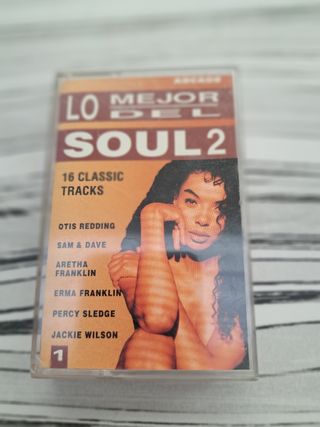 ARCADE
LO MEJOR
DEL
SOUL 2
16 CLASSIC
TRACKS
OTIS REDDING
SAM & DAVE
ARETHA
FRANKLIN
ERMA FRANKLIN
PERCY SLEDGE
JACKIE WILSON
1